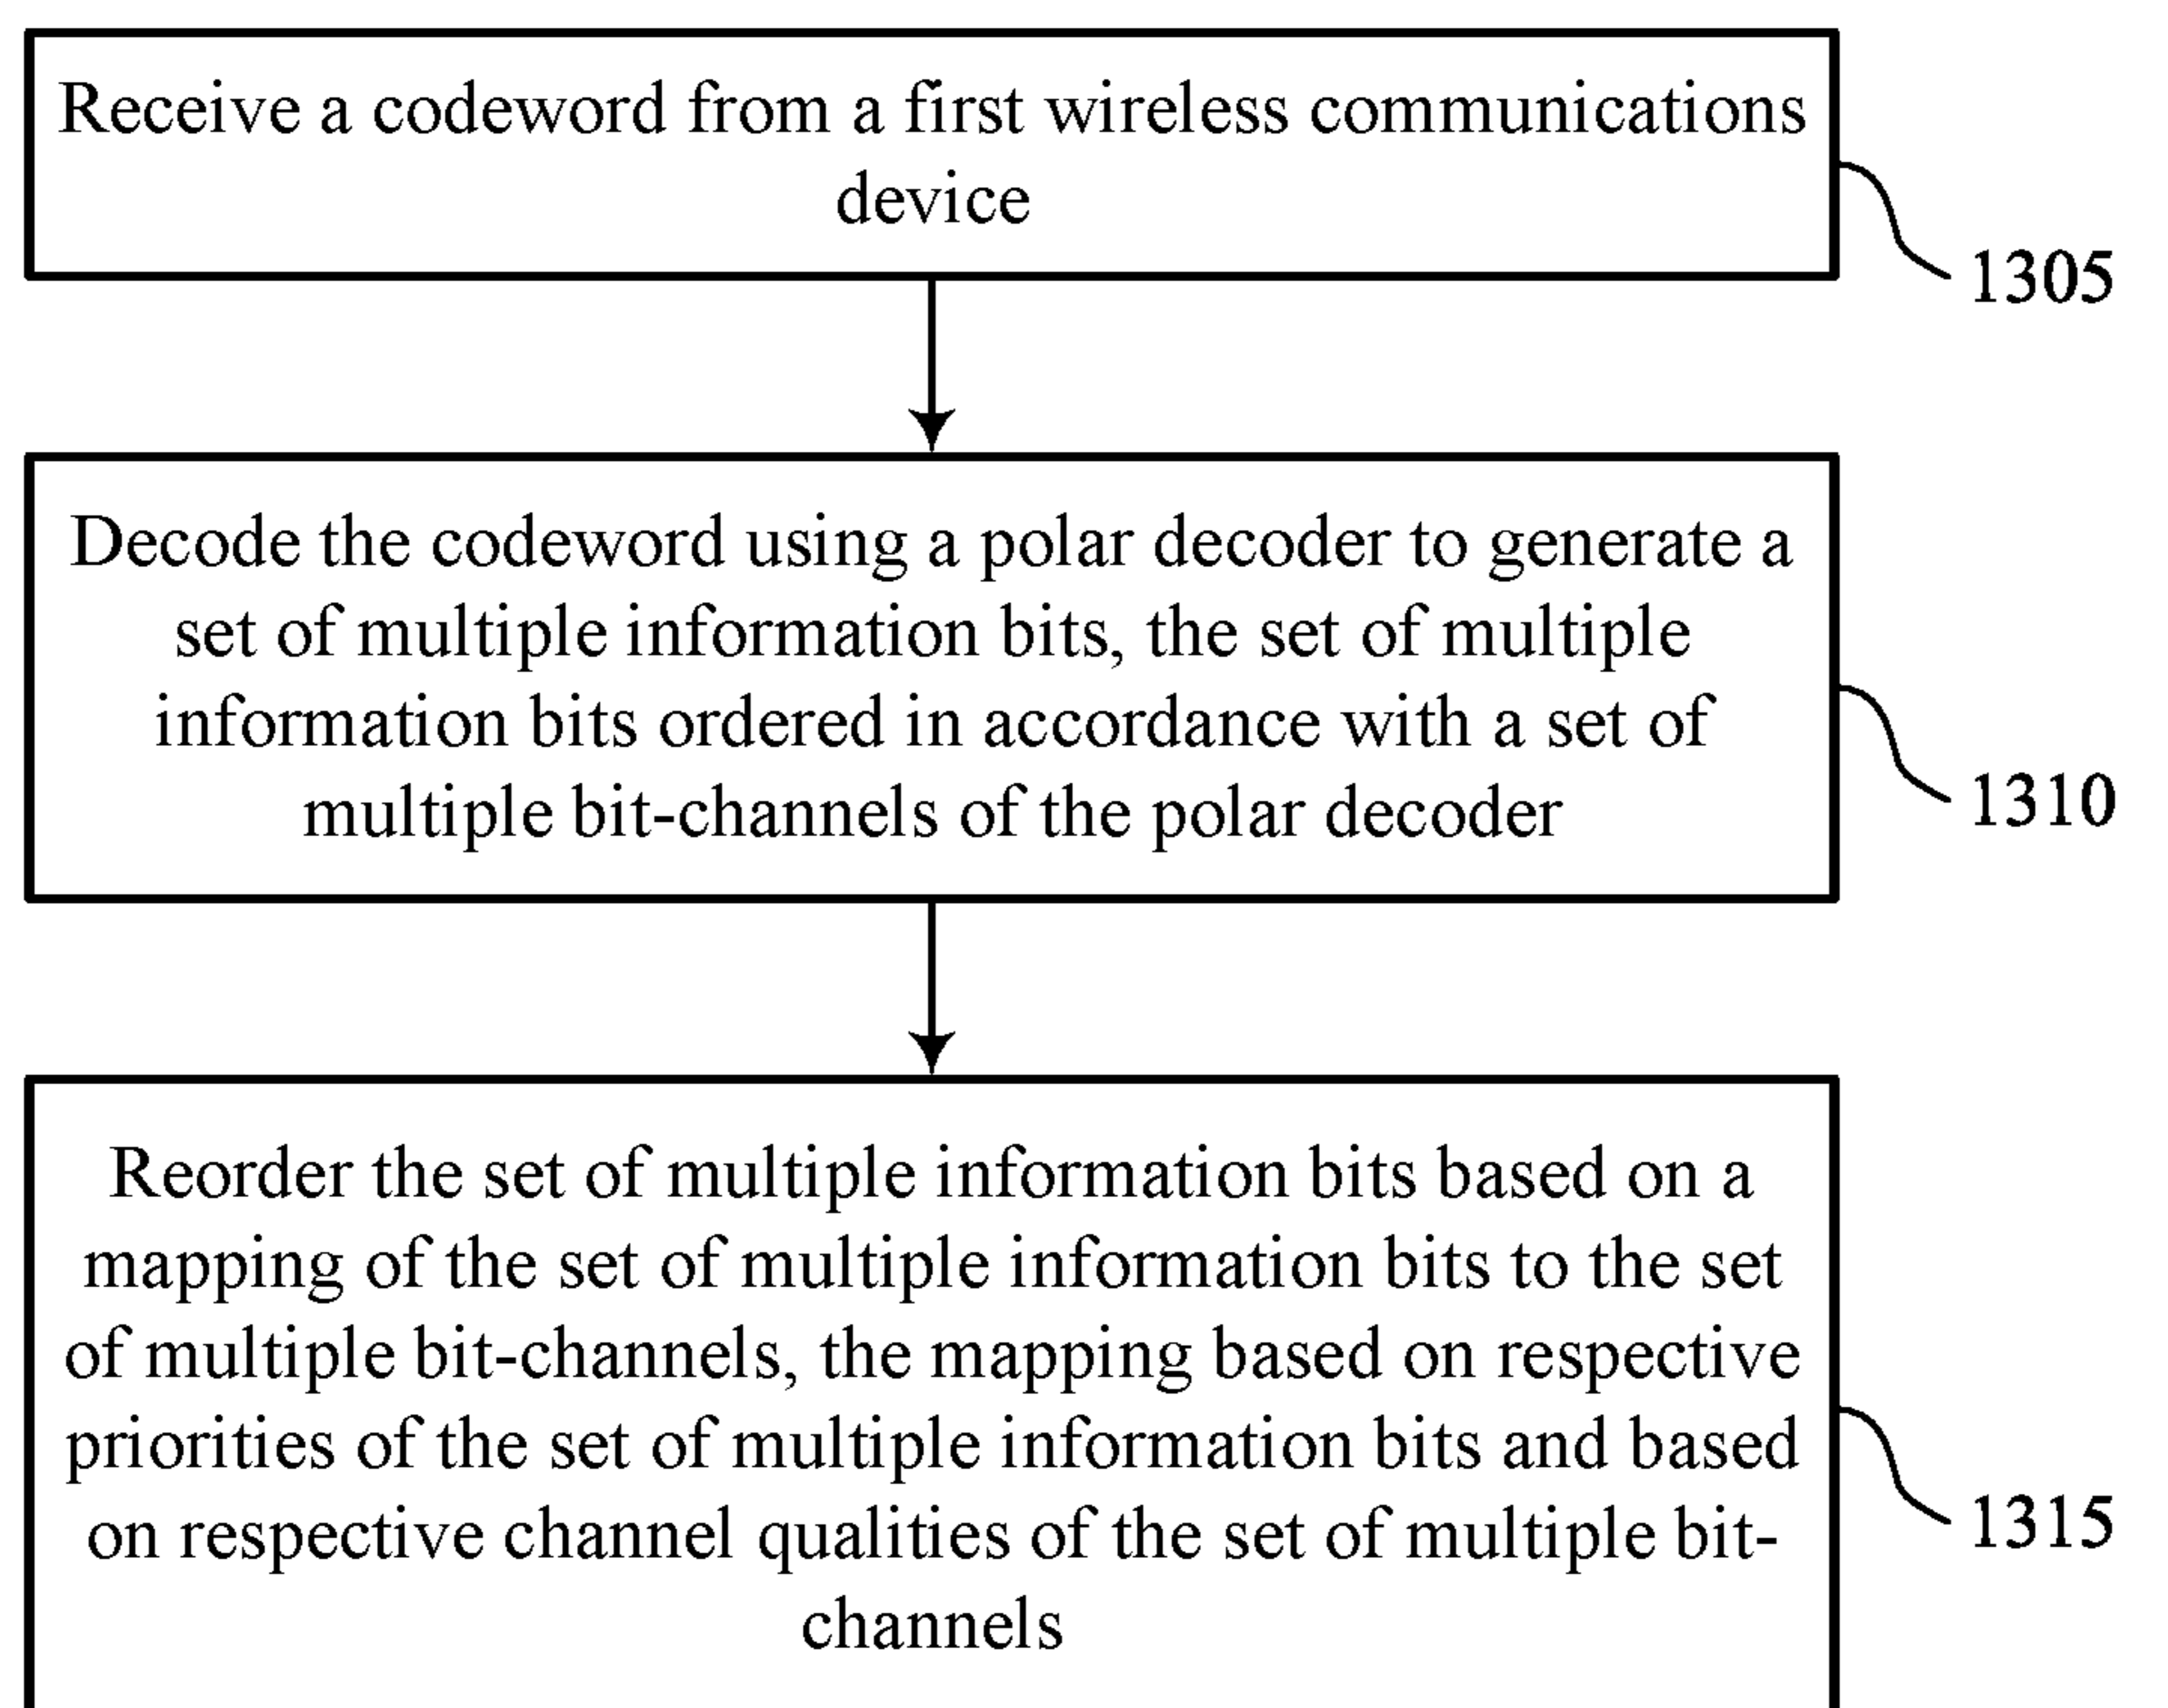 Receive a codeword from a first wireless communications
device
1305
Decode the codeword using a polar decoder to generate a
set of multiple information bits, the set of multiple
information bits ordered in accordance with a set of
multiple bit-channels of the polar decoder
1310
Reorder the set of multiple information bits based on a
mapping of the set of multiple information bits to the set
of multiple bit-channels, the mapping based on respective
priorities of the set of multiple information bits and based
on respective channel qualities of the set of multiple bit-
channels
1315